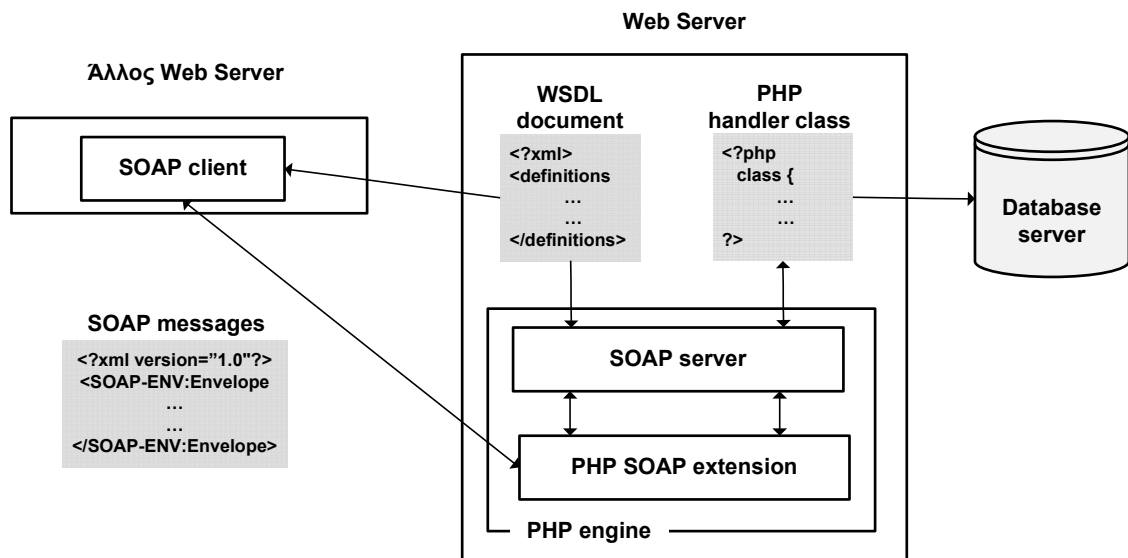 Web Server
Άλλος Web Server
SOAP client
WSDL
document
<?xml>
<definitions
…
…
</definitions>
PHP
handler class
<?php
class {
…
…
?>
Database
server
SOAP messages
<?xml version=”1.0"?>
<SOAP-ENV:Envelope
…
…
</SOAP-ENV:Envelope>
SOAP server
PHP SOAP extension
PHP engine